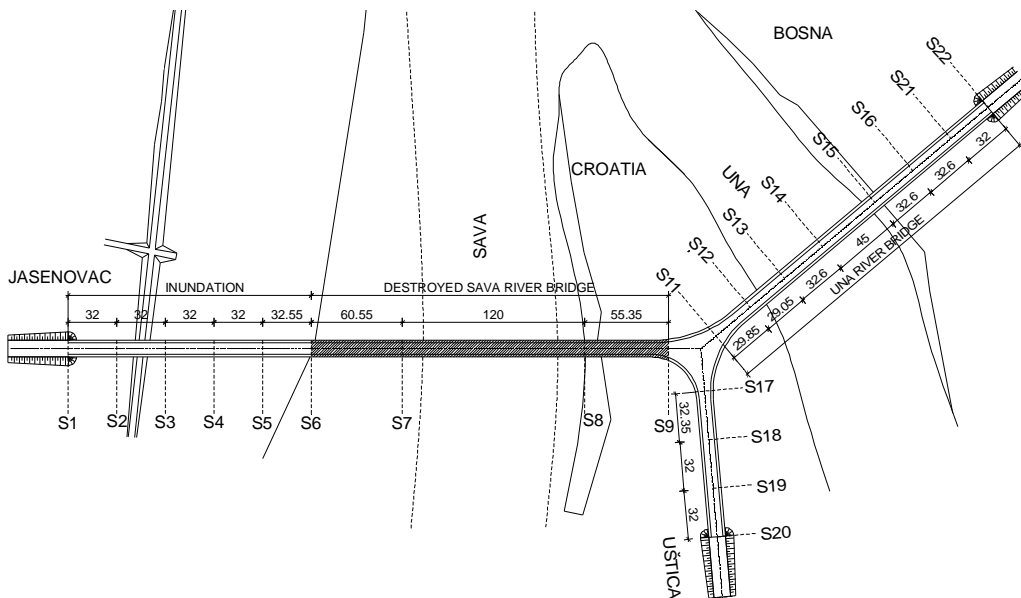 BOSNA
S22
S21
S16
S15
CROATIA
UNA
S14
S13
S12
S11
SAVA
JASENOVAC
INUNDATION
DESTROYED SAVA RIVER BRIDGE
32
32
32
32
32.55
60.55
120
55.35
29.85
29.05
32.6
45
32.6
32.6
32
UNA RIVER BRIDGE
S1
S2
S3
S4
S5
S6
S7
S8
S9
S17
32.35
S18
32
S19
32
S20
UŠTICA